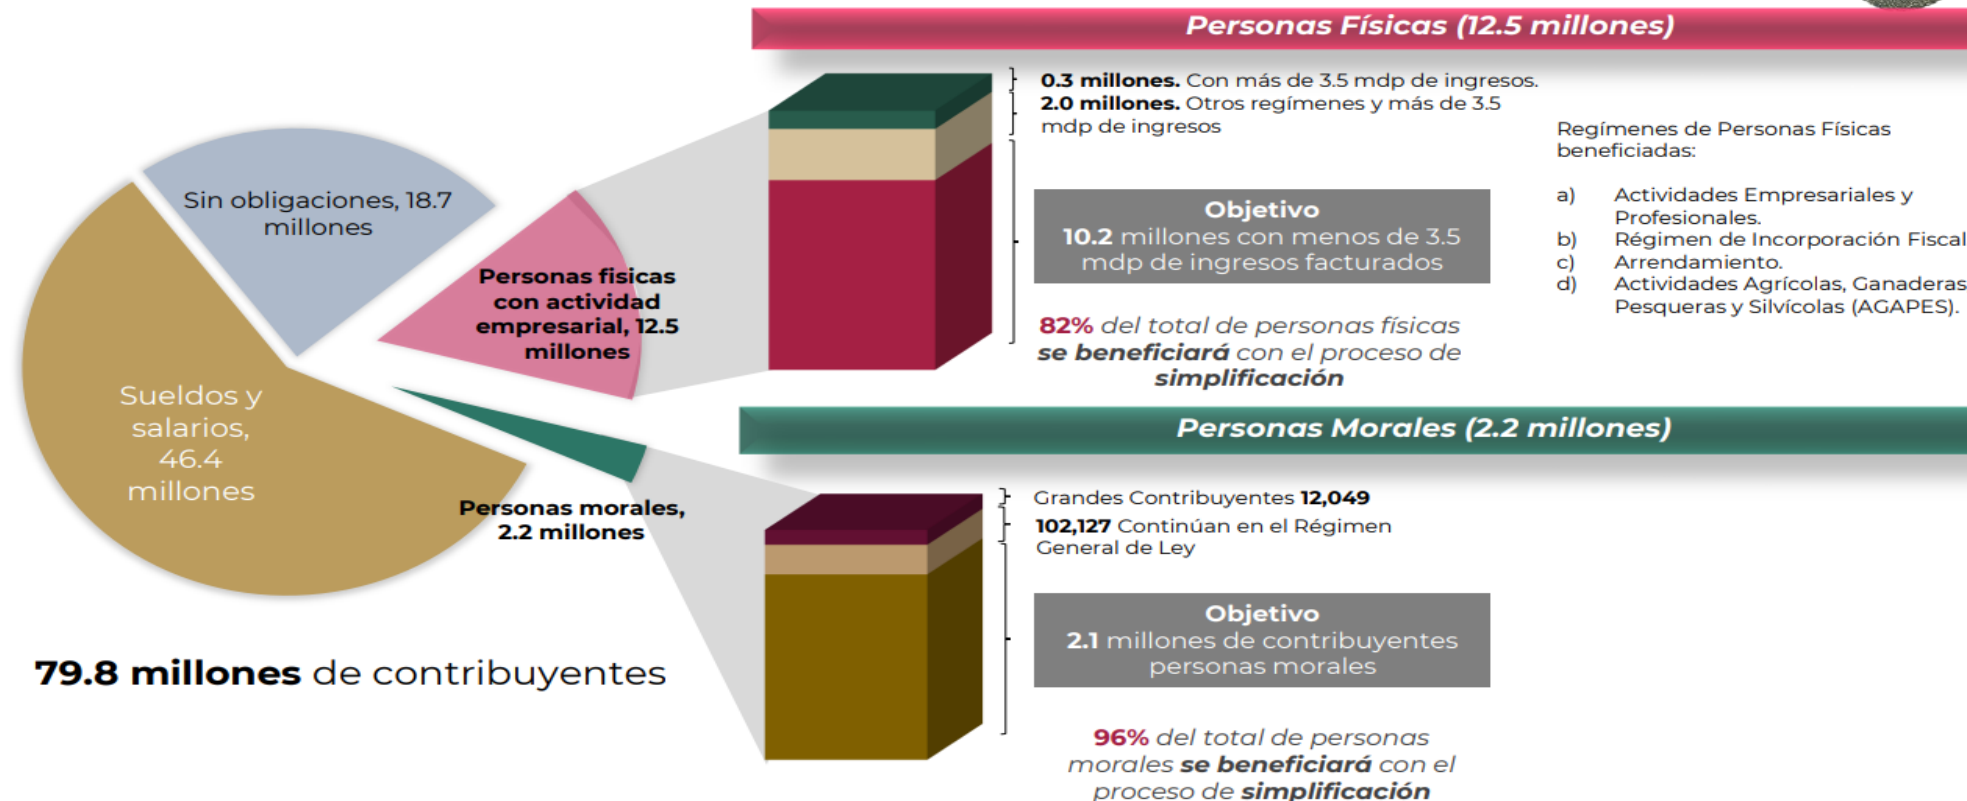 Personas Físicas (12.5 millones)
0.3 millones. Con más de 3.5 mdp de ingresos.
2.0 millones. Otros regímenes y más de 3.5
mdp de ingresos
Objetivo
10.2 millones con menos de 3.5
mdp de ingresos facturados
82% del total de personas físicas
se beneficiará con el proceso de
simplificación
Regímenes de Personas Físicas
beneficiadas:
a) Actividades Empresariales y
Profesionales.
b) Régimen de Incorporación Fiscal
c) Arrendamiento.
d) Actividades Agrícolas, Ganaderas
Pesqueras y Silvícolas (AGAPES).
Sin obligaciones, 18.7
millones
Personas fisicas
con actividad
empresarial, 12.5
millones
Sueldos y
salarios,
46.4
millones
Personas morales,
2.2 millones
79.8 millones de contribuyentes
Personas Morales (2.2 millones)
Grandes Contribuyentes 12,049
102,127 Continúan en el Régimen
General de Ley
Objetivo
2.1 millones de contribuyentes
personas morales
96% del total de personas
morales se beneficiará con el
proceso de simplificación